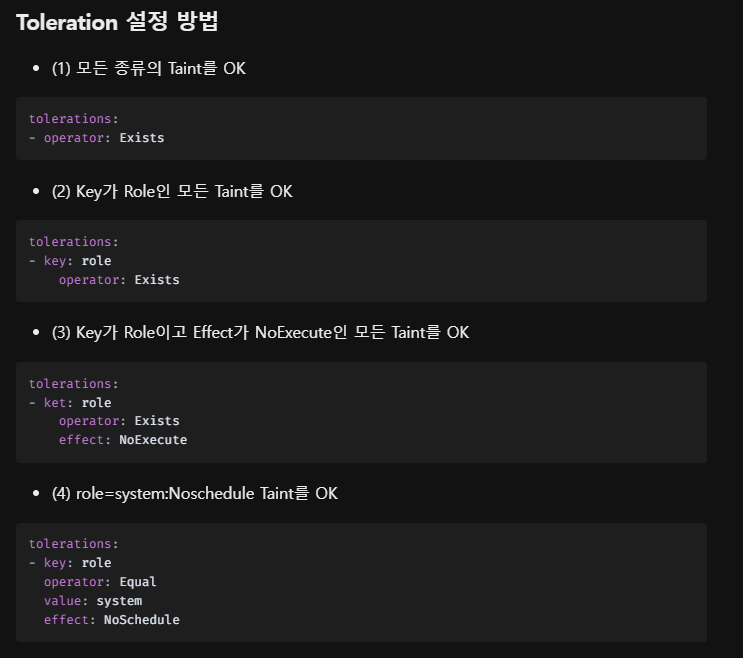 Toleration 설정 방법
• (1) 모든 종류의 Taint를 OK
tolerations:
- operator: Exists
• (2) Key가 Role인 모든 Taint를 OK
tolerations:
- key: role
    operator: Exists
• (3) Key가 Role이고 Effect가 NoExecute인 모든 Taint를 OK
tolerations:
- ket: role
    operator: Exists
    effect: NoExecute
• (4) role=system:Noschedule Taint를 OK
tolerations:
- key: role
  operator: Equal
  value: system
  effect: NoSchedule